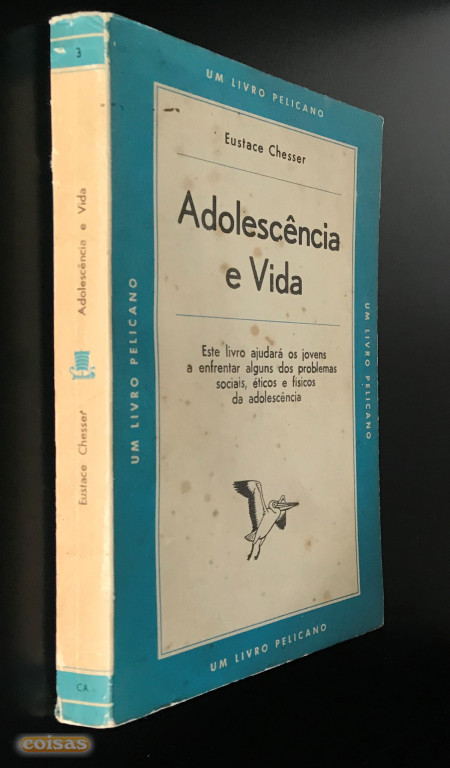 3
Adolescência e Vida
Eustace Chesser
CA
UM LIVRO PELICANO
UM LIVRO PELICANO
Eustace Chesser
Adolescência
e Vida
Este livro ajudará os jovens
a enfrentar alguns dos problemas
sociais, éticos e físicos
da adolescência
UM LIVRO PELICANO
UM LIVRO PELICANO
coisas